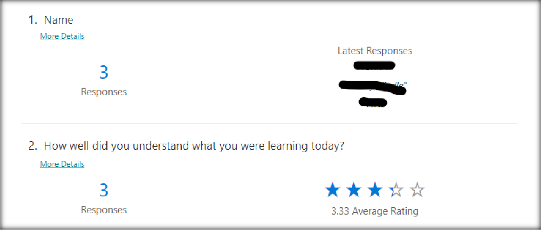 1. Name
More Details
3
Responses
Latest Responses
2. How well did you understand what you were learning today?
More Details
3
Responses
3.33 Average Rating